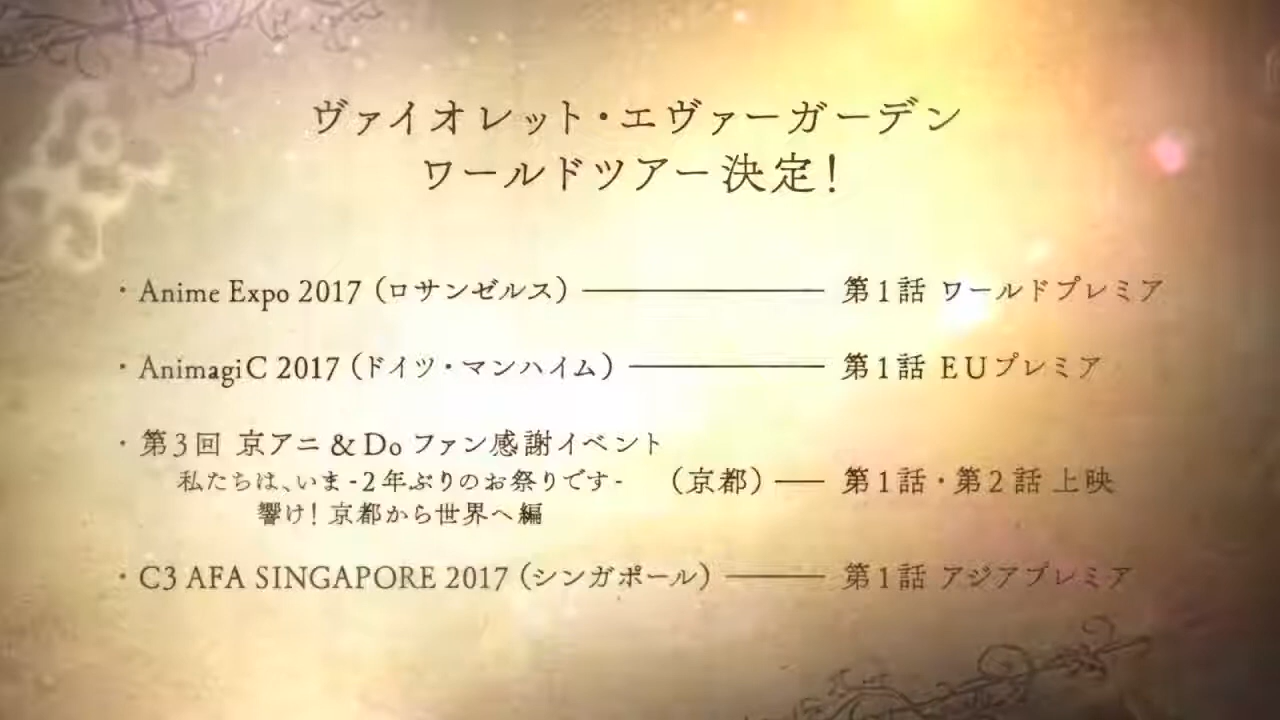 ヴァイオレット・エヴァーガーデン
ワールドツアー決定!
・Anime Expo 2017（ロサンゼルス）――― 第1話 ワールドプレミア
・AnimagiC 2017（ドイツ・マンハイム）――― 第1話 EUプレミア
・第3回 京アニ&Do ファン感謝イベント
私たちは、いま-2年ぶりのお祭りです- （京都）― 第1話・第2話 上映
響け! 京都から世界へ編
・C3 AFA SINGAPORE 2017（シンガポール）―― 第1話 アジアプレミア